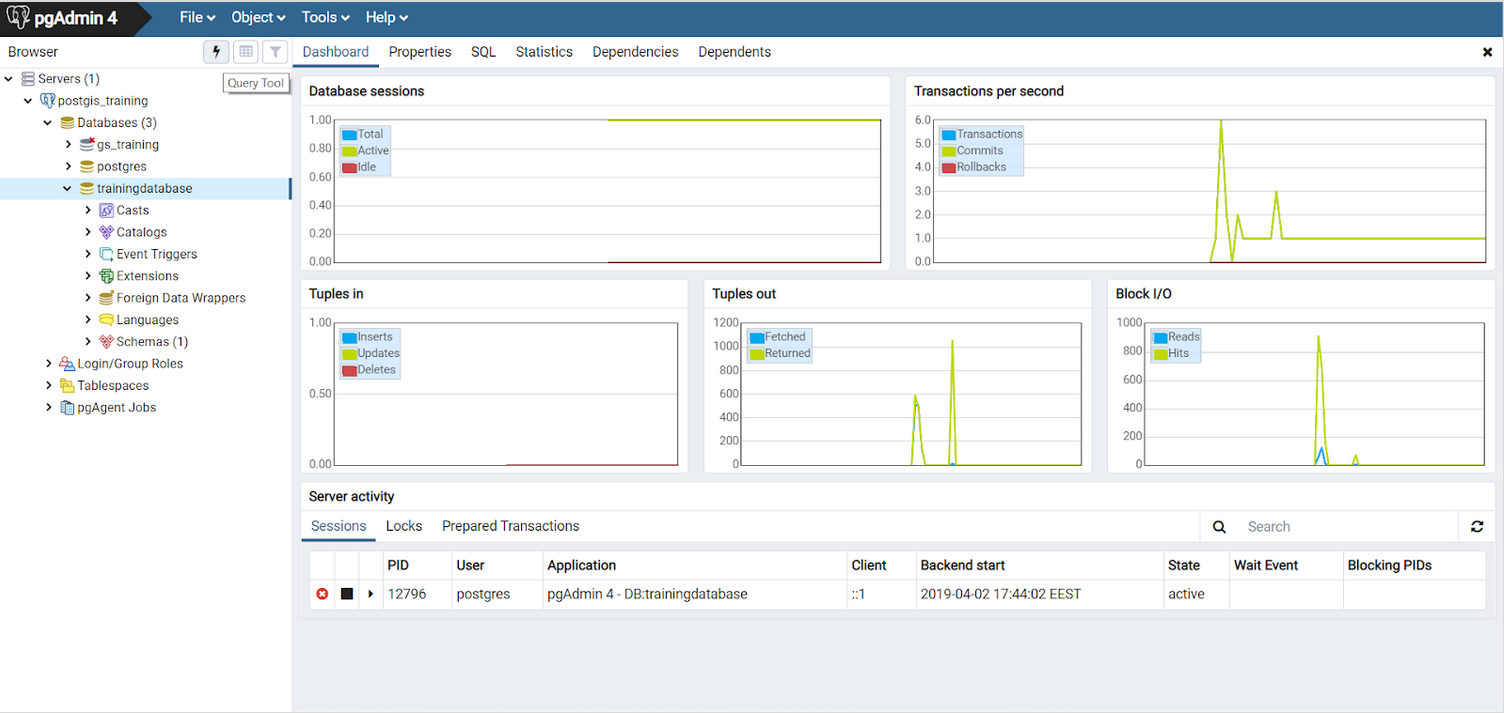 pgAdmin 4 File Object Tools Help
Browser
Query Tool
Servers (1)
postgis_training
Databases (3)
gs_training
postgres
trainingdatabase
Casts
Catalogs
Event Triggers
Extensions
Foreign Data Wrappers
Languages
Schemas (1)
Login/Group Roles
Tablespaces
pgAgent Jobs
Dashboard Properties SQL Statistics Dependencies Dependents
Database sessions
1.00
0.80
0.60
0.40
0.20
0.00
Total
Active
Idle
Transactions per second
6.0
5.0
4.0
3.0
2.0
1.0
0.0
Transactions
Commits
Rollbacks
Tuples in
1.00
0.50
0.00
Inserts
Updates
Deletes
Tuples out
1200
1000
800
600
400
200
0
Fetched
Returned
Block I/O
1000
800
600
400
200
0
Reads
Hits
Server activity
Sessions Locks Prepared Transactions Search
PID User Application Client Backend start State Wait Event Blocking PIDs
12796 postgres pgAdmin 4 - DB:trainingdatabase ::1 2019-04-02 17:44:02 EEST active